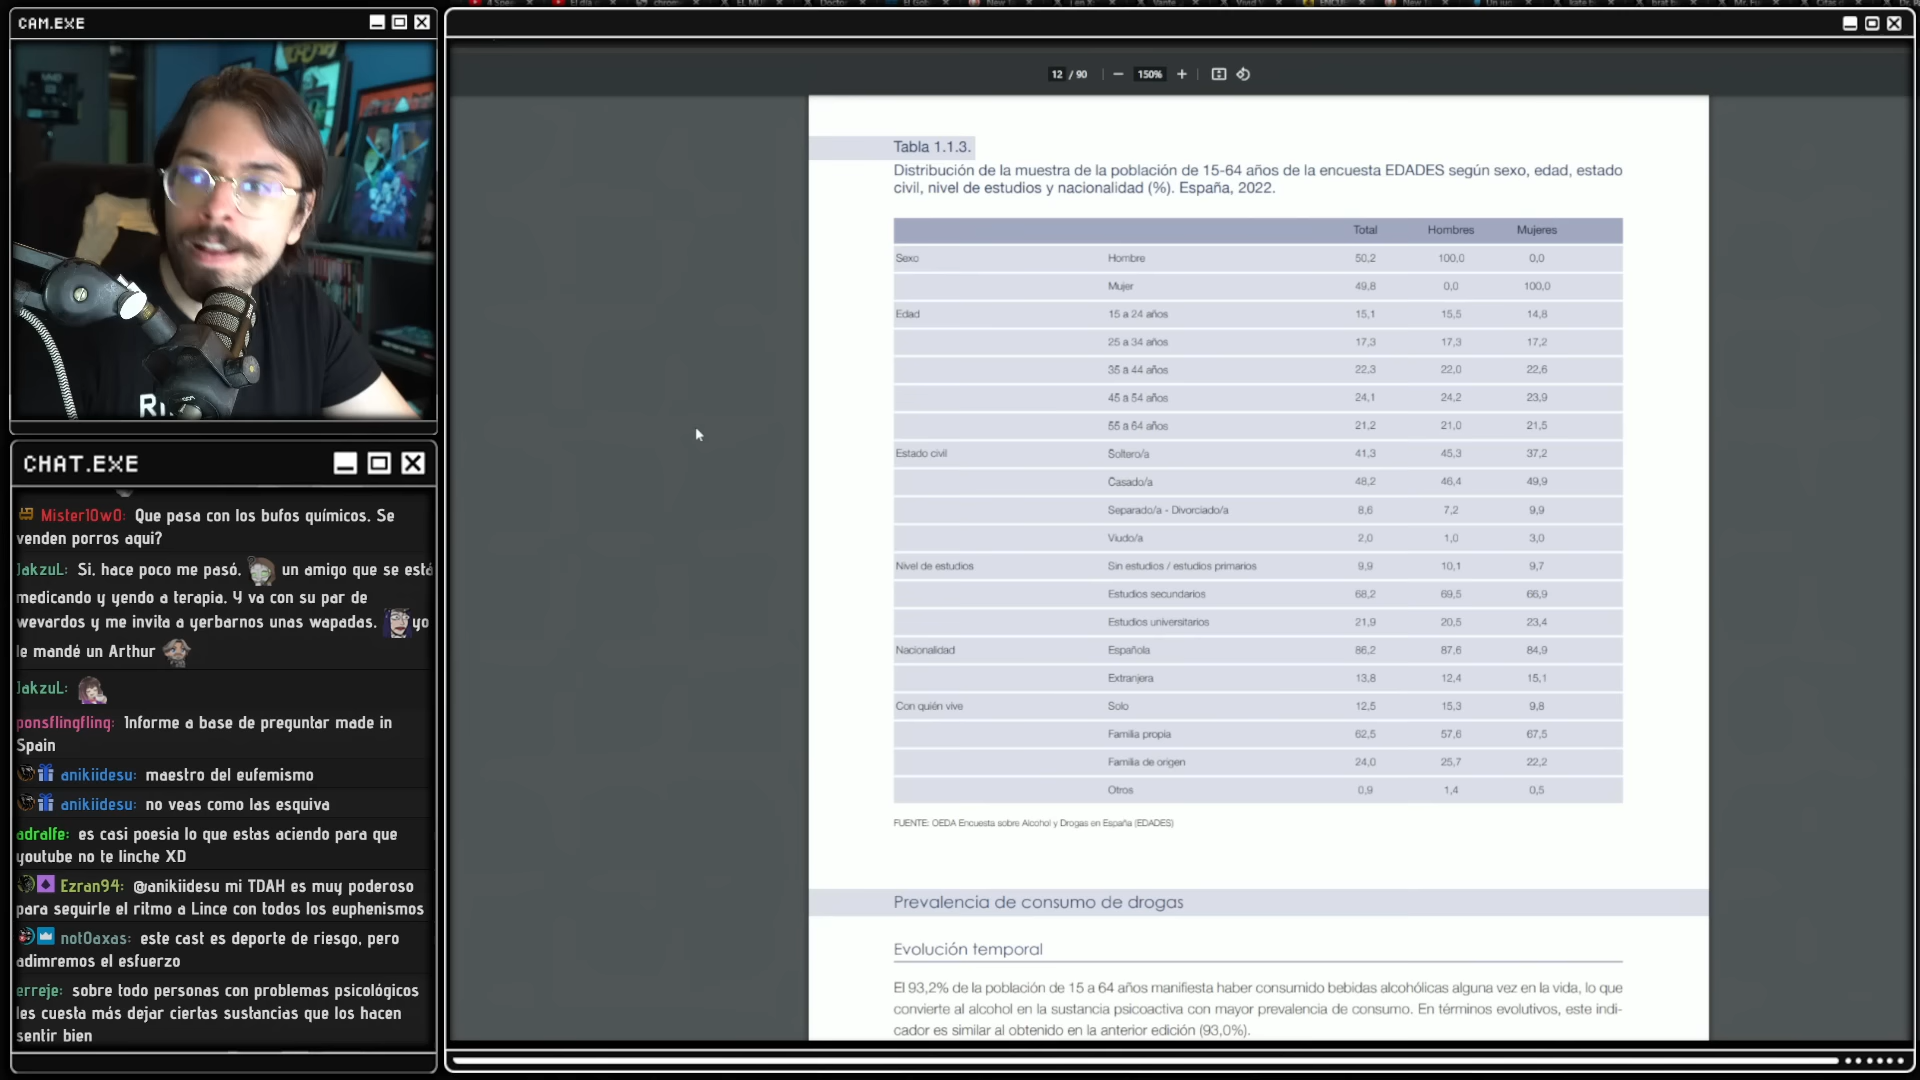 CAM.EXE
12 / 90
150%
Tabla 1.1.3.
Distribución de la muestra de la población de 15-64 años de la encuesta EDADES según sexo, edad, estado
civil, nivel de estudios y nacionalidad (%). España, 2022.
Total Hombres Mujeres
Sexo Hombre 50,2 100,0 0,0
Mujer 49,8 0,0 100,0
Edad 15 a 24 años 15,1 15,5 14,8
25 a 34 años 17,3 17,3 17,2
35 a 44 años 22,3 22,0 22,6
45 a 54 años 24,1 24,2 23,9
55 a 64 años 21,2 21,0 21,5
Estado civil Soltero/a 41,3 45,3 37,2
Casado/a 48,2 46,4 49,9
Separado/a - Divorciado/a 8,6 7,2 9,9
Viudo/a 2,0 1,0 3,0
Nivel de estudios Sin estudios / estudios primarios 9,9 10,1 9,7
Estudios secundarios 68,2 69,5 66,9
Estudios universitarios 21,9 20,5 23,4
Nacionalidad Española 86,2 87,6 84,9
Extranjera 13,8 12,4 15,1
Con quién vive Solo 12,5 15,3 9,8
Familia propia 62,5 57,6 67,5
Familia de origen 24,0 25,7 22,2
Otros 0,9 1,4 0,5
FUENTE: OEDA Encuesta sobre Alcohol y Drogas en España (EDADES)
Prevalencia de consumo de drogas
Evolución temporal
El 93,2% de la población de 15 a 64 años manifiesta haber consumido bebidas alcohólicas alguna vez en la vida, lo que
convierte al alcohol en la sustancia psicoactiva con mayor prevalencia de consumo. En términos evolutivos, este indi-
cador es similar al obtenido en la anterior edición (93,0%).
CHAT.EXE
Mister10w0: Que pasa con los bufos químicos. Se
venden porros aqui?
JakzuL: Si, hace poco me pasó. un amigo que se está
medicando y yendo a terapia. Y va con su par de
wevardos y me invita a yerbarnos unas wapadas. yo
le mandé un Arthur
JakzuL:
ponsflingfling: Informe a base de preguntar made in
Spain
anikiidesu: maestro del eufemismo
anikiidesu: no veas como las esquiva
adralfe: es casi poesia lo que estas aciendo para que
youtube no te linche XD
Ezran94: @anikiidesu mi TDAH es muy poderoso
para seguirle el ritmo a Lince con todos los euphenismos
not0axas: este cast es deporte de riesgo, pero
adimremos el esfuerzo
erreje: sobre todo personas con problemas psicológicos
les cuesta más dejar ciertas sustancias que los hacen
sentir bien